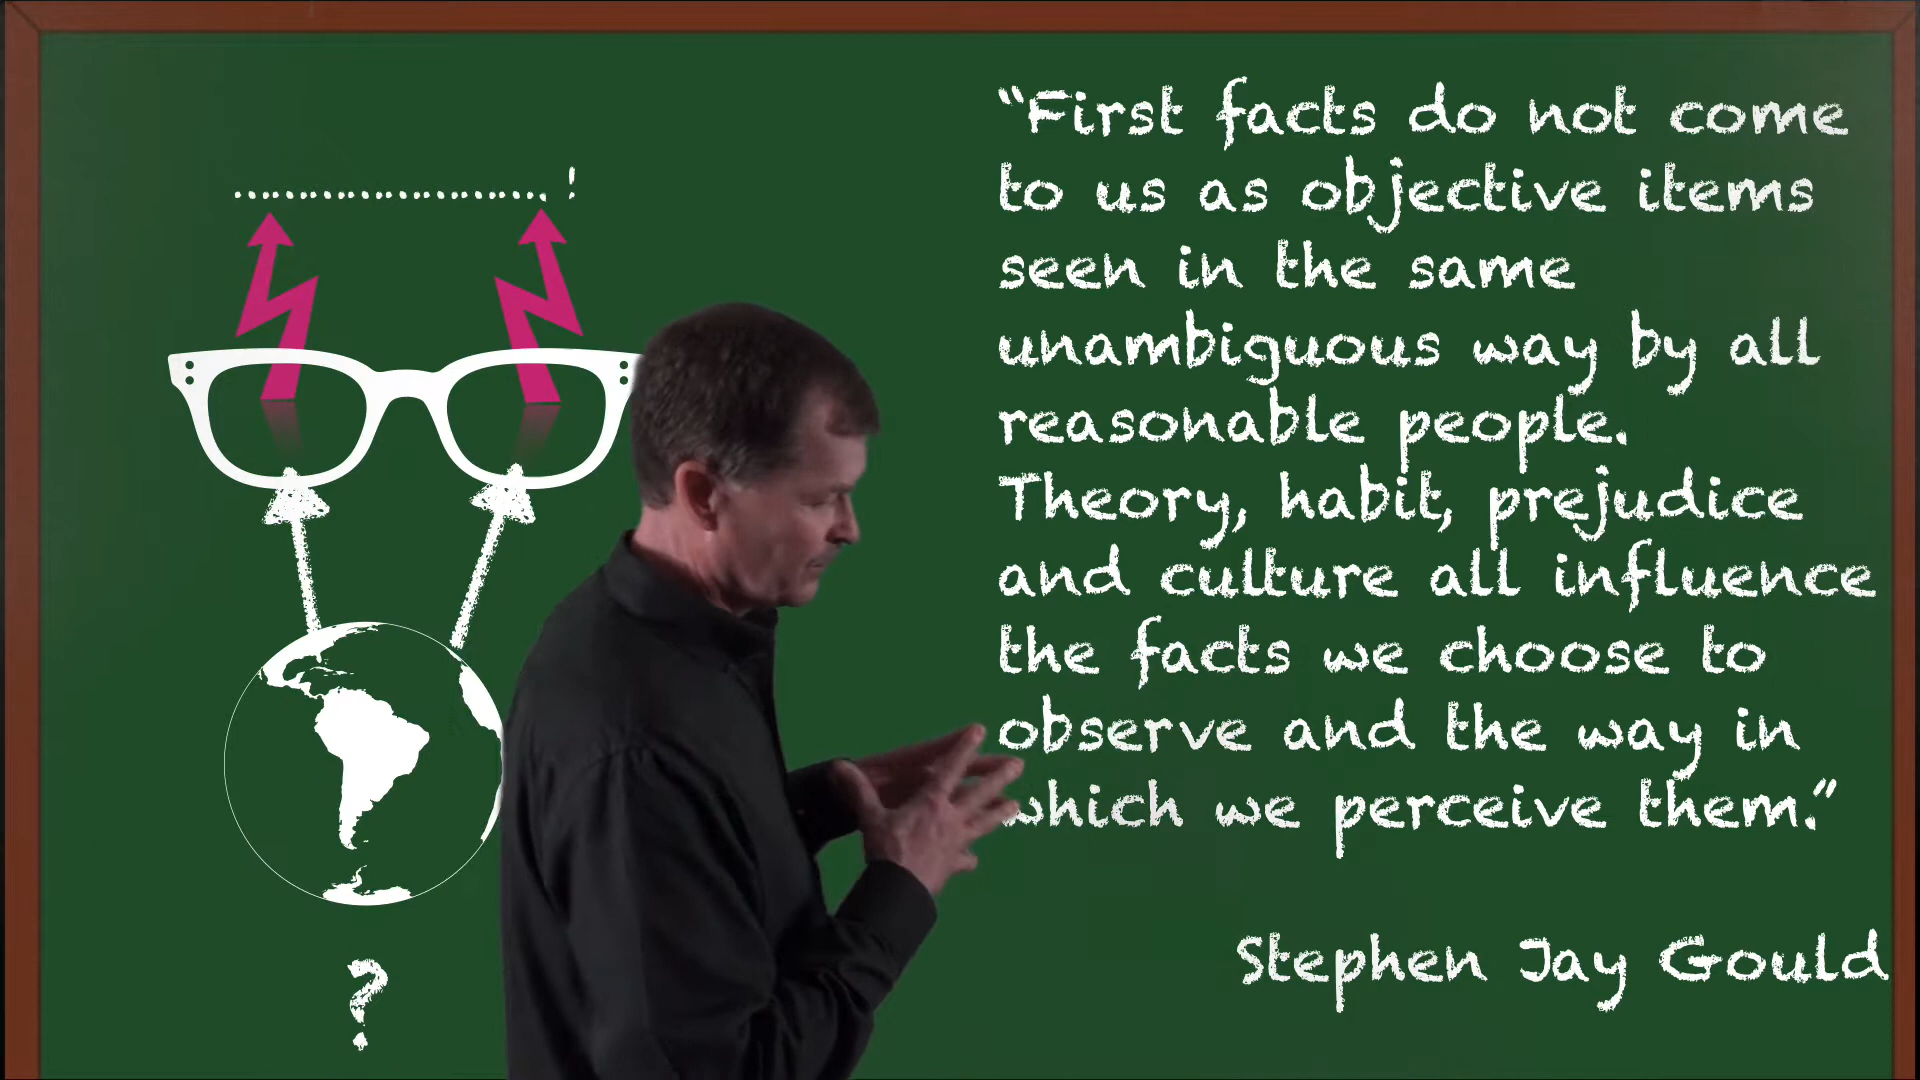 “First facts do not come
to us as objective items
seen in the same
unambiguous way by all
reasonable people.
Theory, habit, prejudice
and culture all influence
the facts we choose to
observe and the way in
which we perceive them.”
Stephen Jay Gould
.......................... !
?